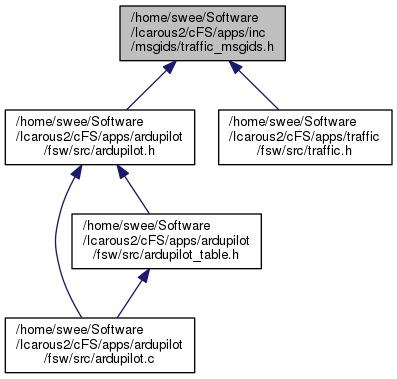 /home/swee/Software
/Icarous2/cFS/apps/inc
/msgids/traffic_msgids.h
/home/swee/Software
/Icarous2/cFS/apps/ardupilot
/fsw/src/ardupilot.h
/home/swee/Software
/Icarous2/cFS/apps/traffic
/fsw/src/traffic.h
/home/swee/Software
/Icarous2/cFS/apps/ardupilot
/fsw/src/ardupilot_table.h
/home/swee/Software
/Icarous2/cFS/apps/ardupilot
/fsw/src/ardupilot.c